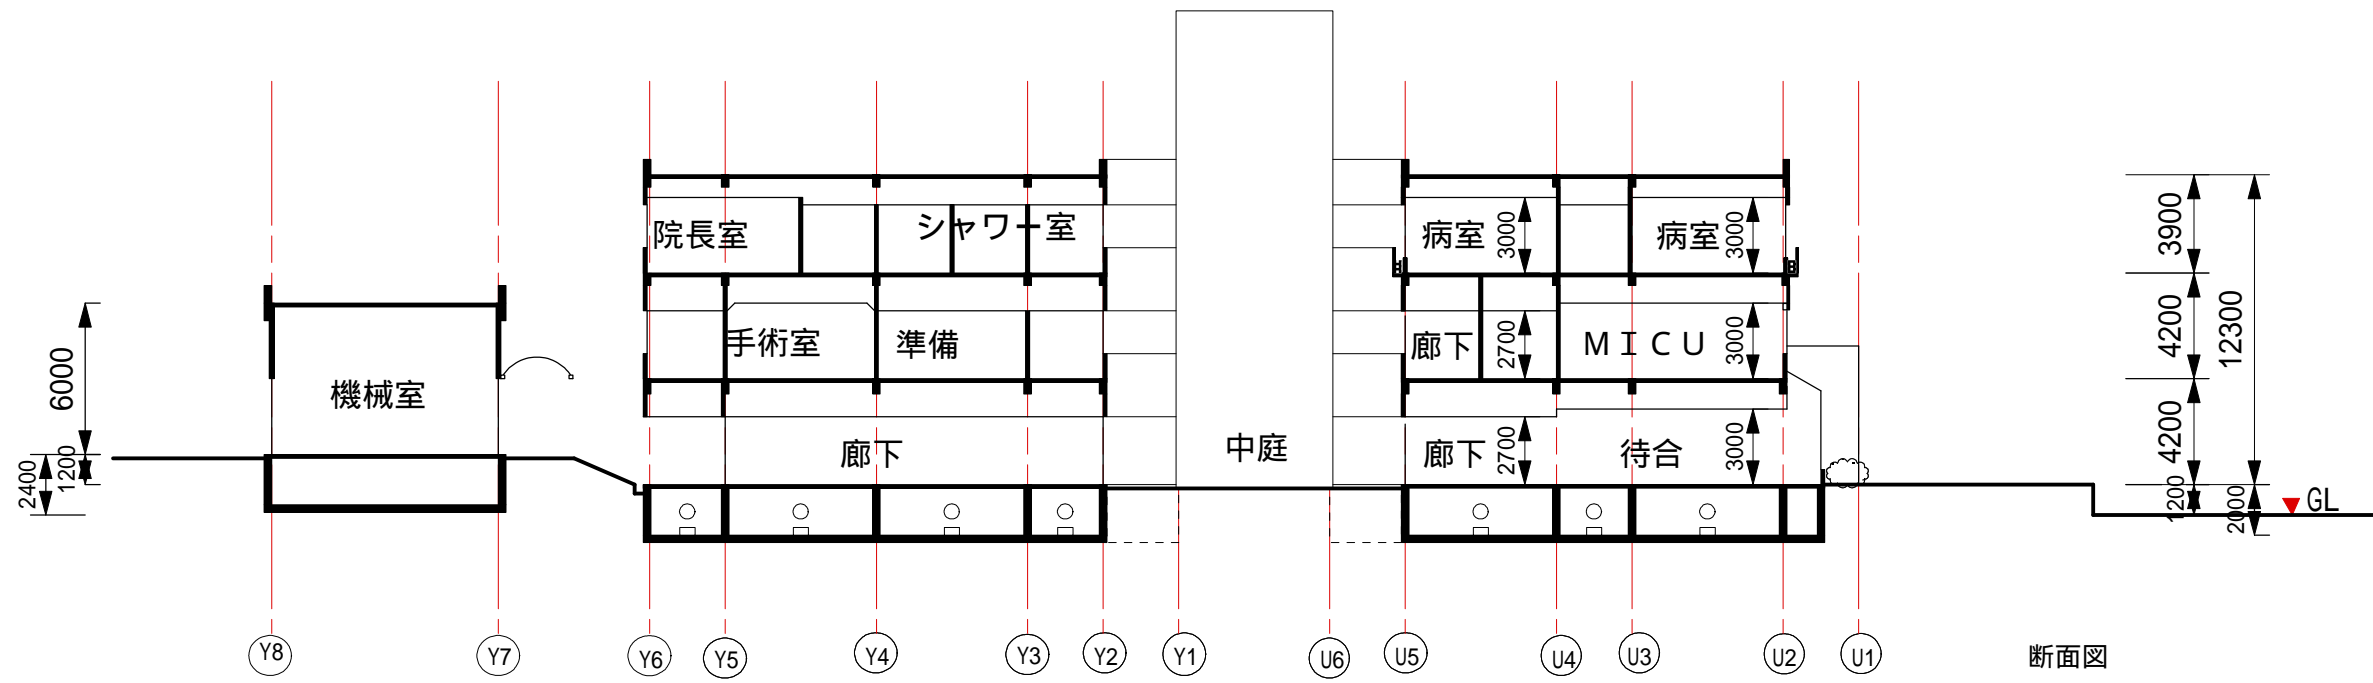 院長室
シャワー室
病室
3000
病室
3000
3900
手術室
準備
廊下
2700
ＭＩＣＵ
3000
4200
12300
6000
機械室
廊下
中庭
廊下
2700
待合
3000
4200
2400
1200
1200
2000
GL
Y8
Y7
Y6
Y5
Y4
Y3
Y2
Y1
U6
U5
U4
U3
U2
U1
断面図